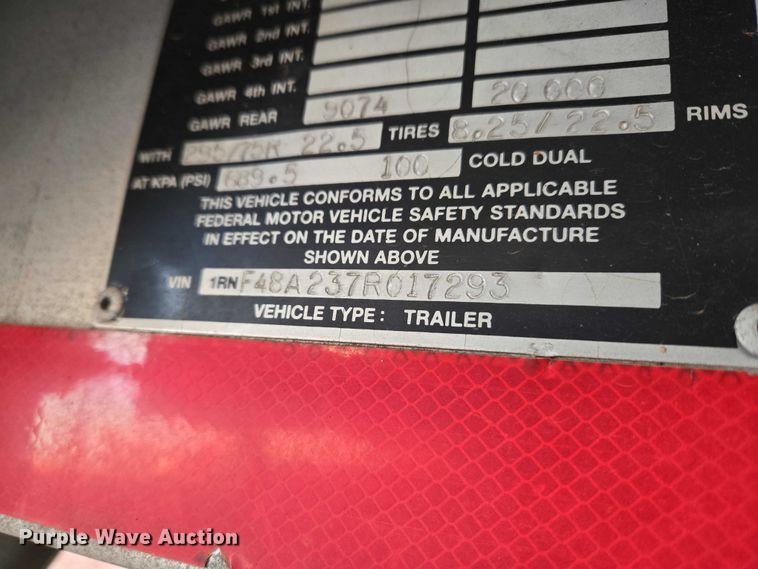 GAWR 1st INT.
GAWR 2nd INT.
GAWR 3rd INT.
GAWR 4th INT.
GAWR REAR 9074 20 000
WITH 295/75R 22.5 TIRES 8.25/22.5 RIMS
AT KPA (PSI) 689.5 100 COLD DUAL
THIS VEHICLE CONFORMS TO ALL APPLICABLE
FEDERAL MOTOR VEHICLE SAFETY STANDARDS
IN EFFECT ON THE DATE OF MANUFACTURE
SHOWN ABOVE
VIN 1RNF48A237R017293
VEHICLE TYPE: TRAILER
Purple Wave Auction